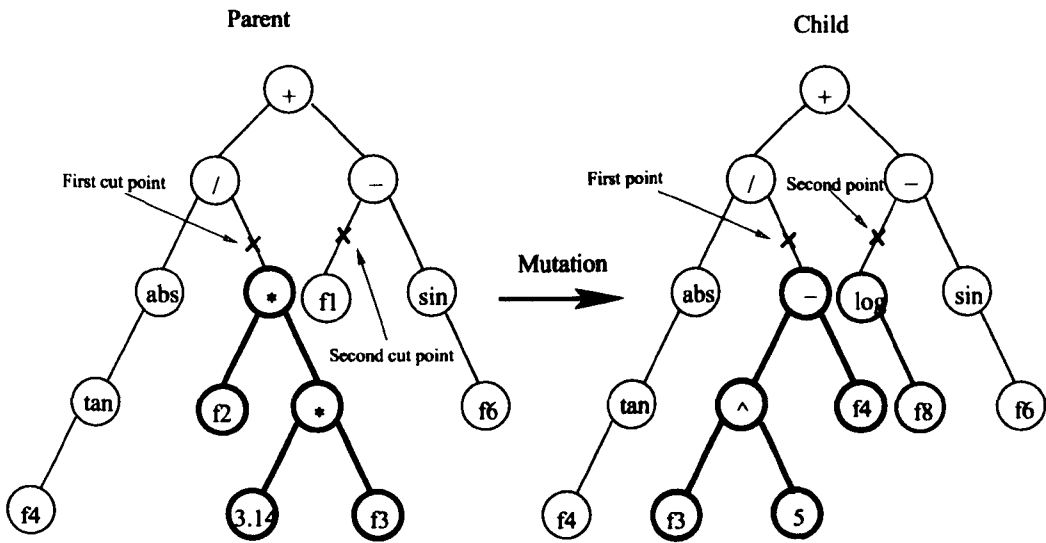 Parent
Child
+
+
First cut point
/
−
First point
/
Second point
−
abs
*
f1
sin
Mutation
abs
−
log
sin
Second cut point
tan
f2
*
f6
tan
^
f4
f8
f6
f4
3.14
f3
f4
f3
5